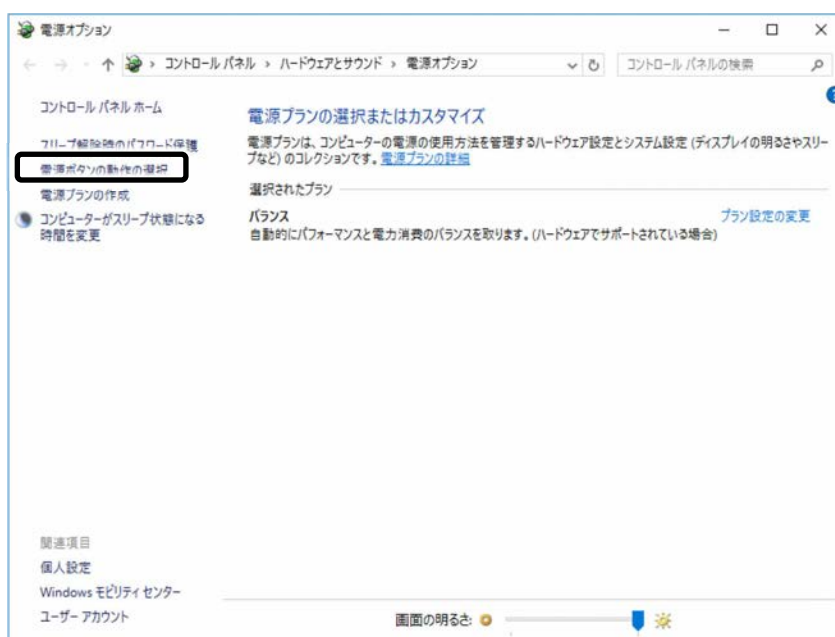 電源オプション
コントロール パネル › ハードウェアとサウンド › 電源オプション
コントロール パネルの検索
コントロール パネル ホーム
スリープ解除時のパスワード保護
電源ボタンの動作の選択
電源プランの作成
コンピューターがスリープ状態になる
時間を変更
電源プランの選択またはカスタマイズ
電源プランは、コンピューターの電源の使用方法を管理するハードウェア設定とシステム設定 (ディスプレイの明るさやスリー
プなど) のコレクションです。電源プランの詳細
選択されたプラン
バランス
プラン設定の変更
自動的にパフォーマンスと電力消費のバランスを取ります。(ハードウェアでサポートされている場合)
関連項目
個人設定
Windows モビリティ センター
ユーザー アカウント
画面の明るさ: